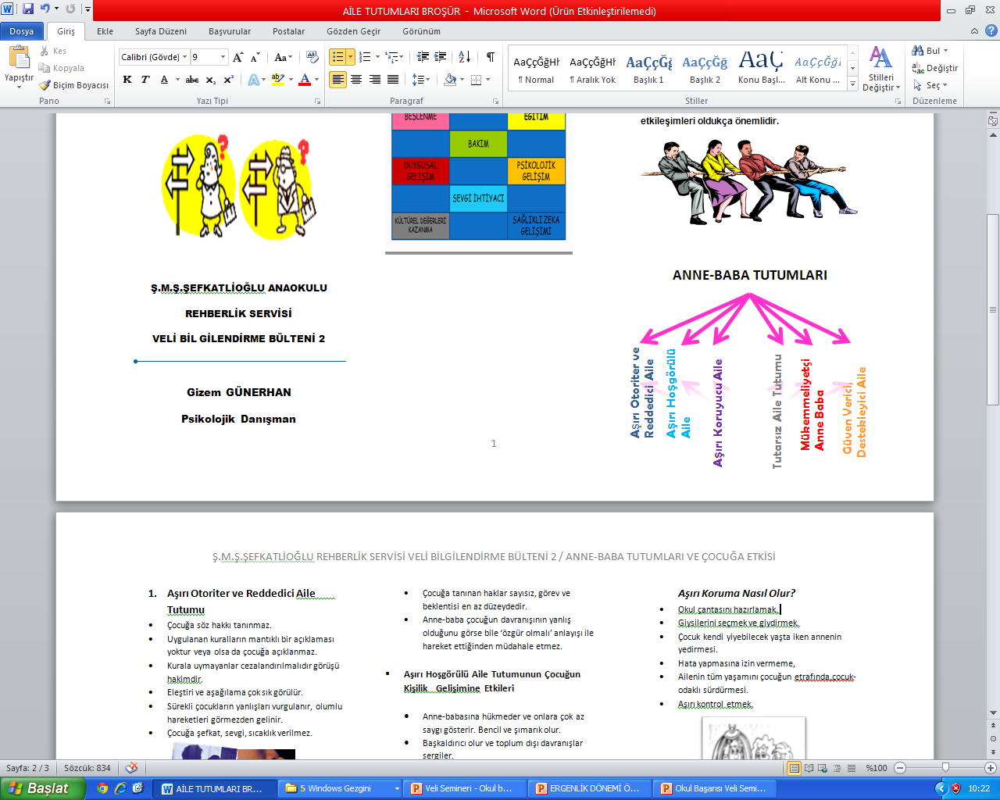 AİLE TUTUMLARI BROŞÜR - Microsoft Word (Ürün Etkinleştirilemedi)
Dosya
Giriş
Ekle
Sayfa Düzeni
Başvurular
Postalar
Gözden Geçir
Görünüm
Yapıştır
Kes
Kopyala
Biçim Boyacısı
Pano
Calibri (Gövde)
9
Yazı Tipi
Paragraf
AaÇçĞğHł
¶ Normal
AaÇçĞğHł
¶ Aralık Yok
AaÇçĞğ
Başlık 1
AaÇçĞğ
Başlık 2
AaÇ
Konu Başl...
AaÇçĞğl
Alt Konu ...
Stilleri Değiştir
Stiller
Bul
Değiştir
Seç
Düzenleme
Ş.M.Ş.ŞEFKATLİOĞLU ANAOKULU
REHBERLİK SERVİSİ
VELİ BİL GİLENDİRME BÜLTENİ 2
Gizem GÜNERHAN
Psikolojik Danışman
BESLENME
EĞİTİM
BAKIM
DUYGUSAL GELİŞİM
PSİKOLOJİK GELİŞİM
SEVGİ İHTİYACI
KÜLTÜREL DEĞERLERİ KAZANMA
SAĞLIKLI ZEKA GELİŞİMİ
1
etkileşimleri oldukça önemlidir.
ANNE-BABA TUTUMLARI
Aşırı Otoriter ve
Reddedici Aile
Aşırı Hoşgörülü
Aile
Aşırı Koruyucu Aile
Tutarsız Aile Tutumu
Mükemmeliyetçi
Anne Baba
Güven Verici,
Destekleyici Aile
Ş.M.Ş.ŞEFKATLİOĞLU REHBERLİK SERVİSİ VELİ BİLGİLENDİRME BÜLTENİ 2 / ANNE-BABA TUTUMLARI VE ÇOCUĞA ETKİSİ
1. Aşırı Otoriter ve Reddedici Aile
Tutumu
• Çocuğa söz hakkı tanınmaz.
• Uygulanan kuralların mantıklı bir açıklaması
yoktur veya olsa da çocuğa açıklanmaz.
• Kurala uymayanlar cezalandırılmalıdır görüşü
hakimdir.
• Eleştiri ve aşağılama çok sık görülür.
• Sürekli çocukların yanlışları vurgulanır, olumlu
hareketleri görmezden gelinir.
• Çocuğa şefkat, sevgi, sıcaklık verilmez.
• Çocuğa tanınan haklar sayısız, görev ve
beklentisi en az düzeydedir.
• Anne-baba çocuğun davranışının yanlış
olduğunu görse bile ‘özgür olmalı’ anlayışı ile
hareket ettiğinden müdahale etmez.
▪ Aşırı Hoşgörülü Aile Tutumunun Çocuğun
Kişilik Gelişimine Etkileri
• Anne-babasına hükmeder ve onlara çok az
saygı gösterir. Bencil ve şımarık olur.
• Başkaldırıcı olur ve toplum dışı davranışlar
sergiler.
Aşırı Koruma Nasıl Olur?
• Okul çantasını hazırlamak.
• Giysilerini seçmek ve giydirmek.
• Çocuk kendi yiyebilecek yaşta iken annenin
yedirmesi.
• Hata yapmasına izin vermeme,
• Ailenin tüm yaşamını çocuğun etrafında,çocuk-
odaklı sürdürmesi.
• Aşırı kontrol etmek.
Sayfa: 2 / 3
Sözcük: 834
%100
Başlat
AİLE TUTUMLARI BR...
5 Windows Gezgini
Veli Semineri - Okul b...
ERGENLİK DÖNEMİ Ö...
Okul Başarısı Veli Semi...
10:22